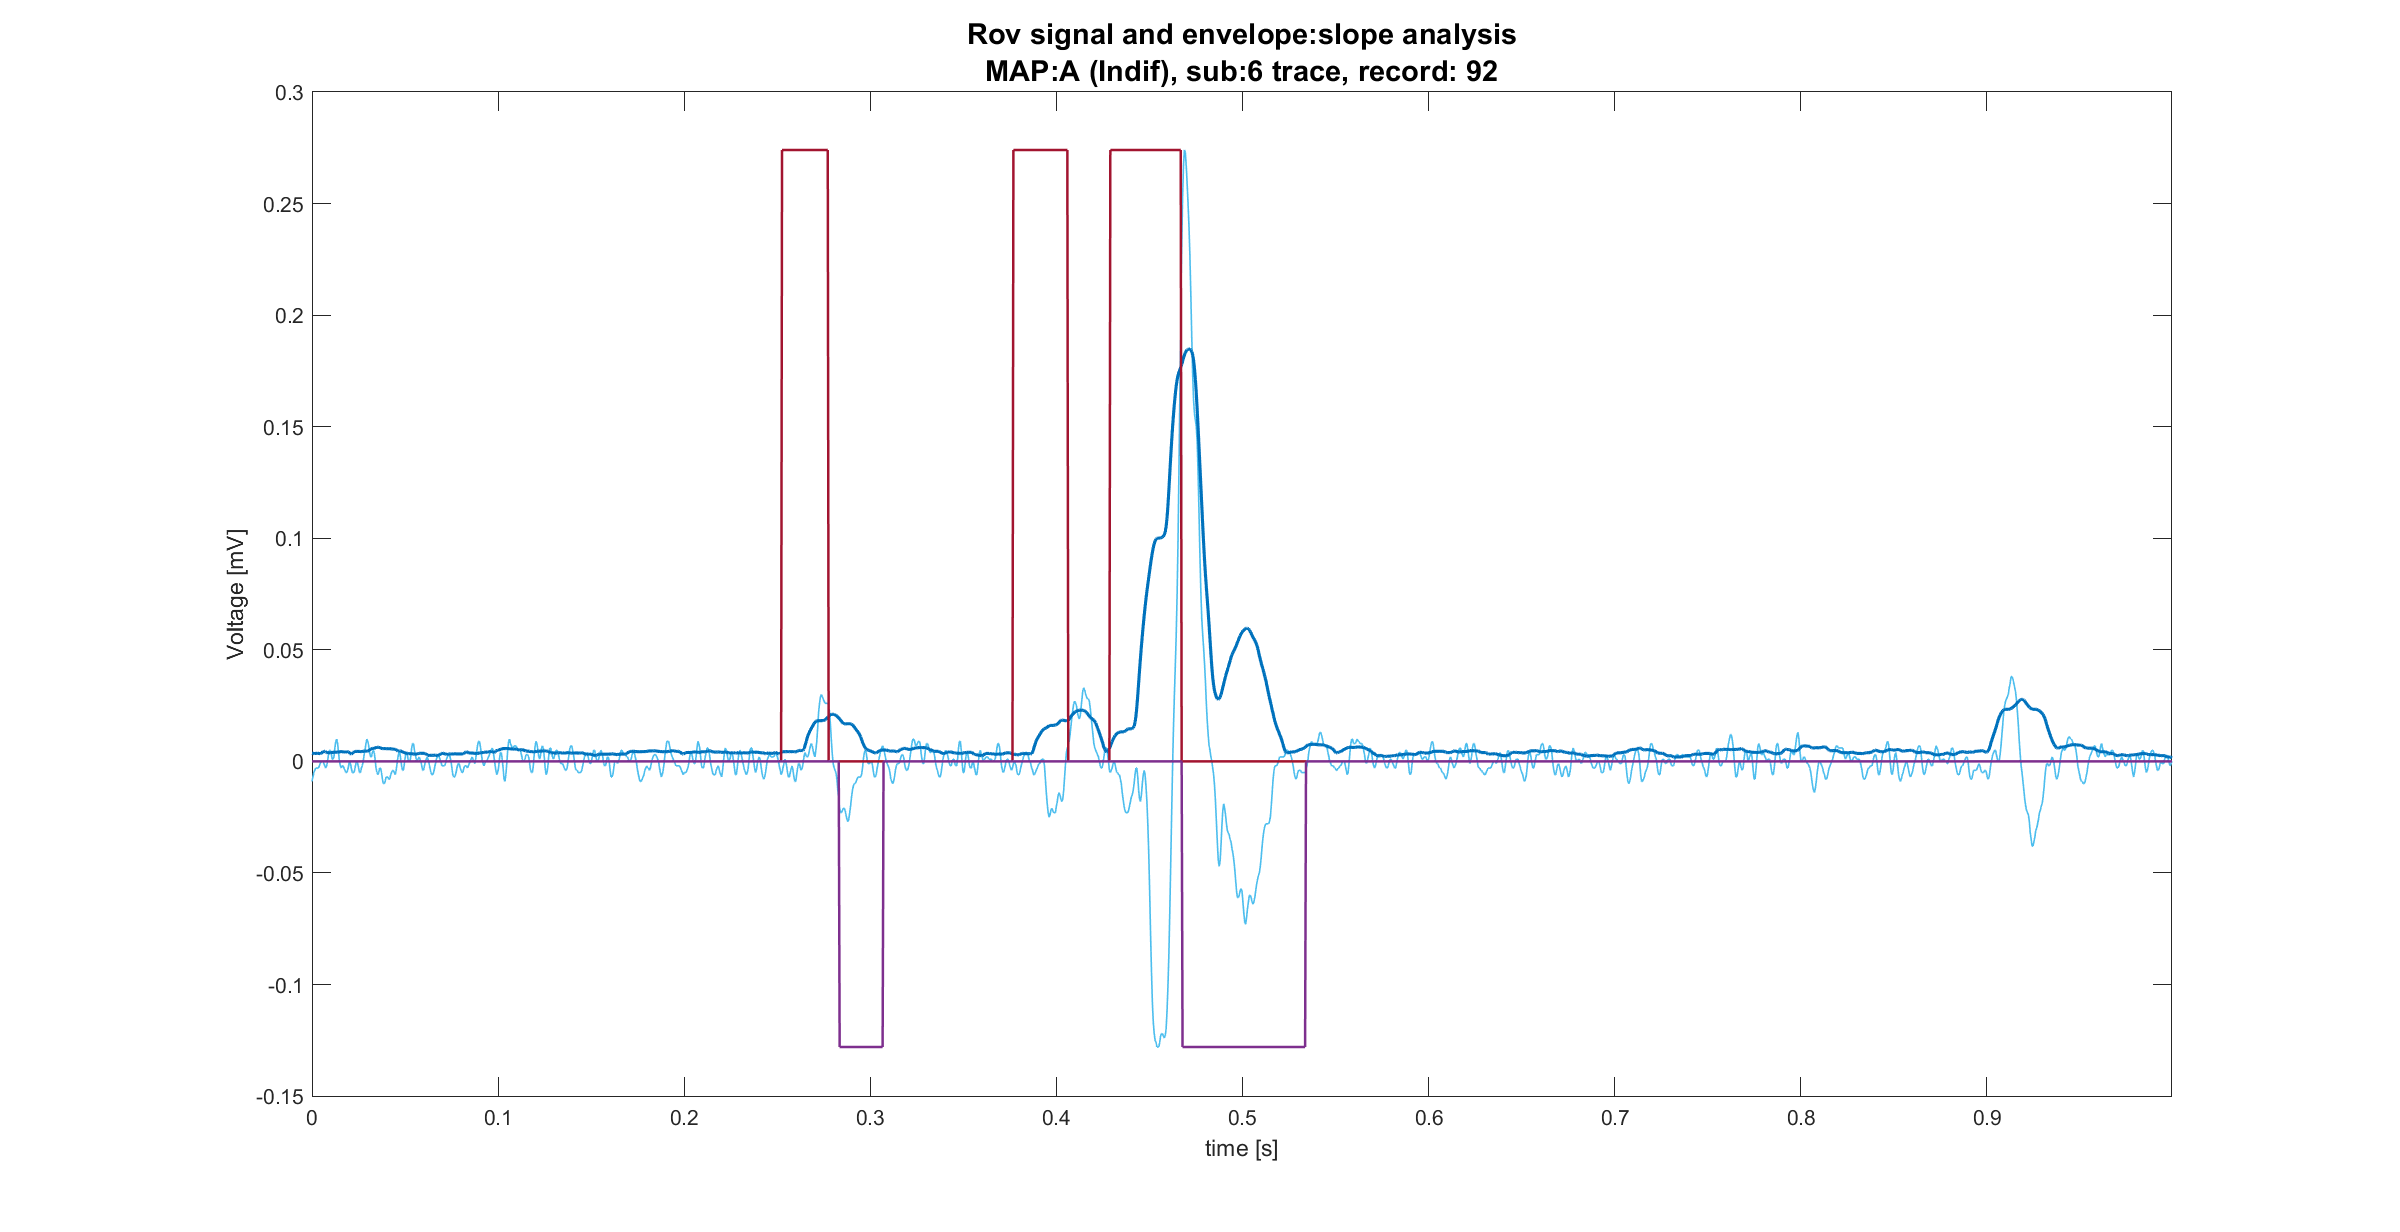 Rov signal and envelope:slope analysis
MAP:A (Indif), sub:6 trace, record: 92
0.3
0.25
0.2
0.15
0.1
0.05
0
-0.05
-0.1
-0.15
Voltage [mV]
0 0.1 0.2 0.3 0.4 0.5 0.6 0.7 0.8 0.9
time [s]